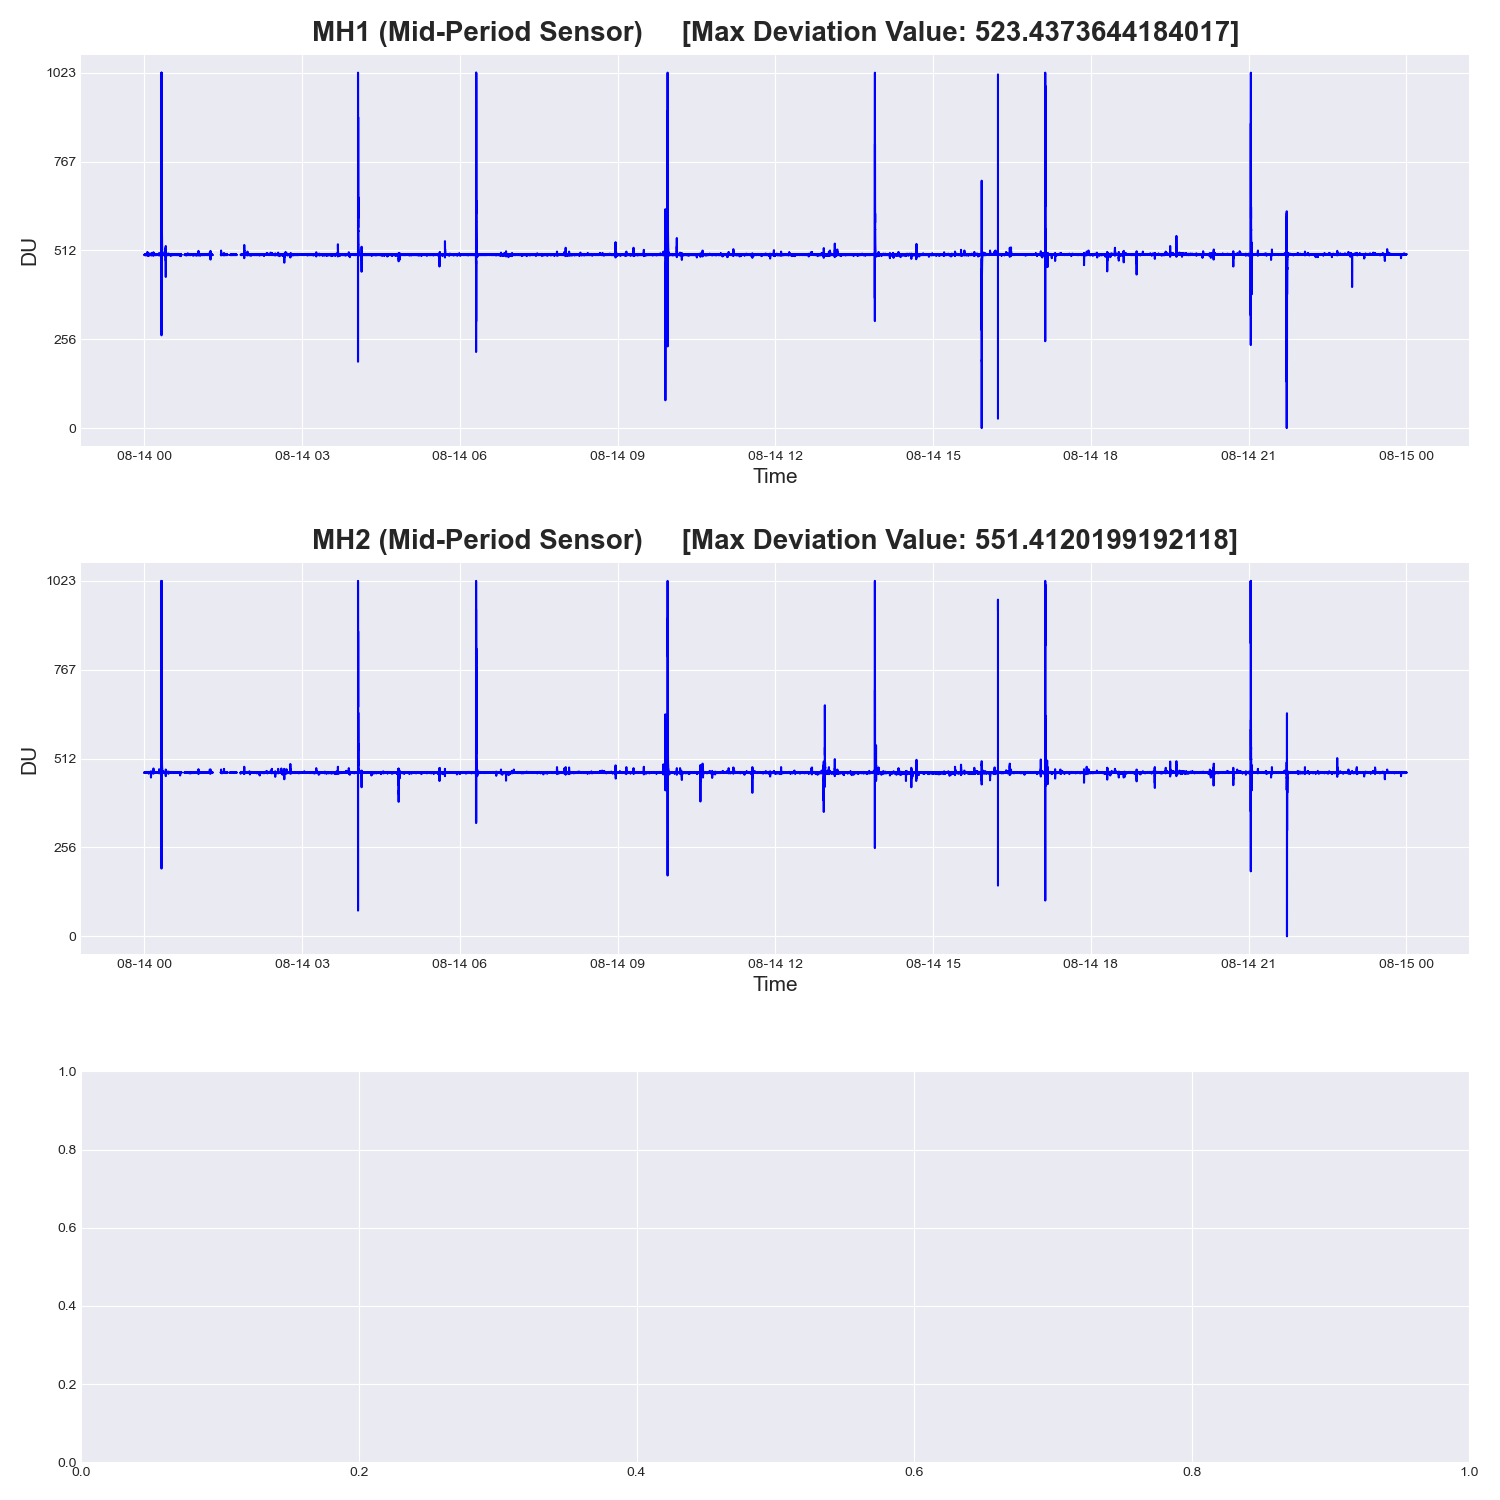 MH1 (Mid-Period Sensor) [Max Deviation Value: 523.4373644184017]
1023
767
512
256
0
DU
08-14 00 08-14 03 08-14 06 08-14 09 08-14 12 08-14 15 08-14 18 08-14 21 08-15 00
Time
MH2 (Mid-Period Sensor) [Max Deviation Value: 551.4120199192118]
1023
767
512
256
0
DU
08-14 00 08-14 03 08-14 06 08-14 09 08-14 12 08-14 15 08-14 18 08-14 21 08-15 00
Time
1.0
0.8
0.6
0.4
0.2
0.0
0.0 0.2 0.4 0.6 0.8 1.0